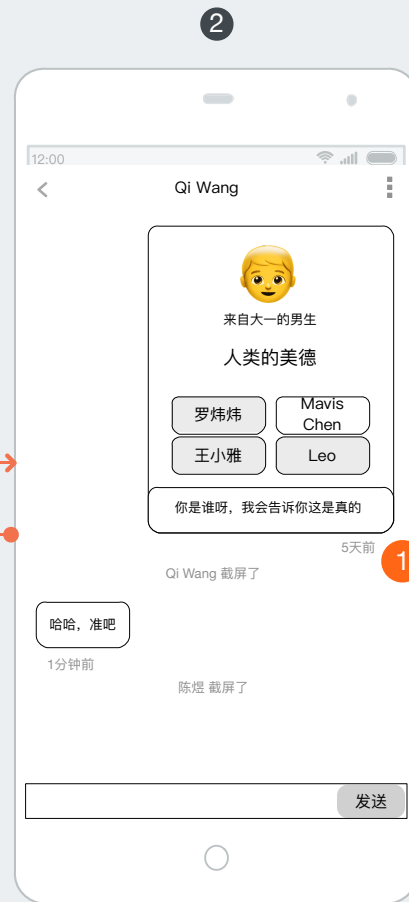 2
12:00
Qi Wang
来自大一的男生
人类的美德
罗炜炜
Mavis
Chen
王小雅
Leo
你是谁呀，我会告诉你这是真的
5天前
1
Qi Wang 截屏了
哈哈，准吧
1分钟前
陈煜 截屏了
发送